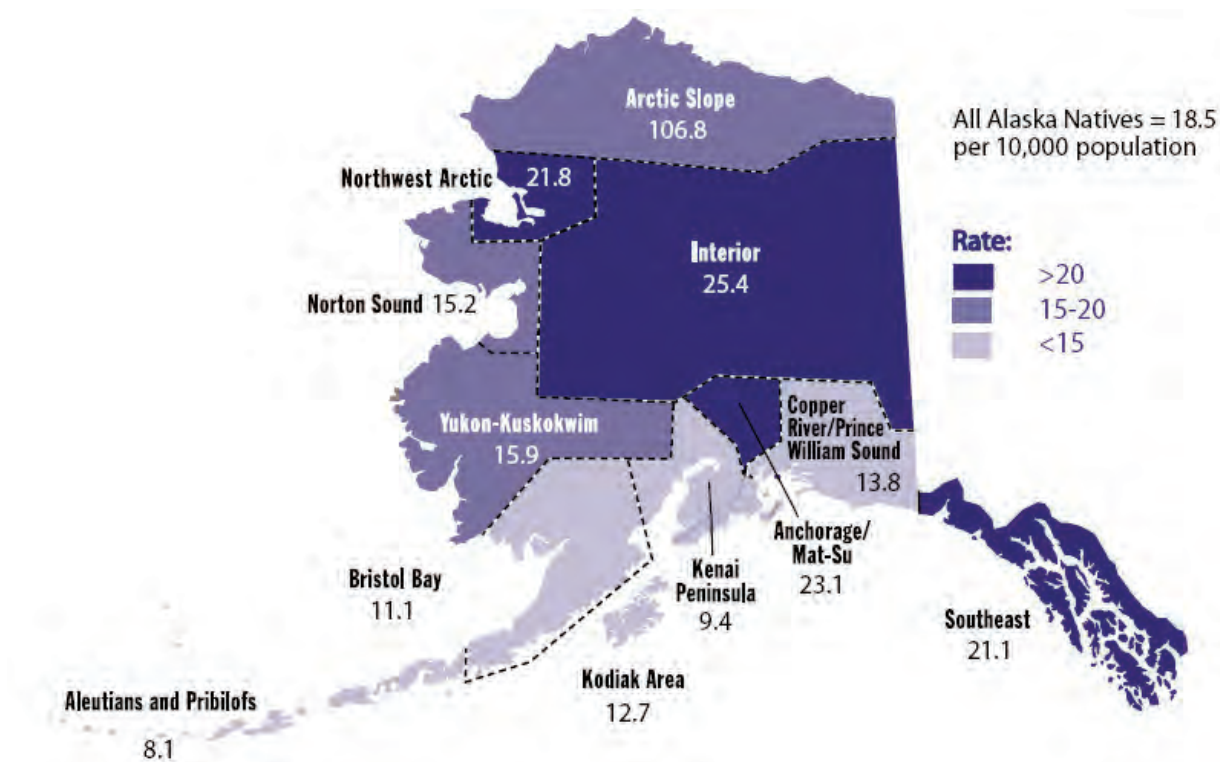 Arctic Slope
106.8
All Alaska Natives = 18.5
per 10,000 population
Northwest Arctic
21.8
Rate:
>20
15-20
<15
Interior
25.4
Norton Sound 15.2
Yukon-Kuskokwim
15.9
Copper
River/Prince
William Sound
13.8
Anchorage/
Mat-Su
23.1
Kenai
Peninsula
9.4
Bristol Bay
11.1
Southeast
21.1
Kodiak Area
12.7
Aleutians and Pribilofs
8.1